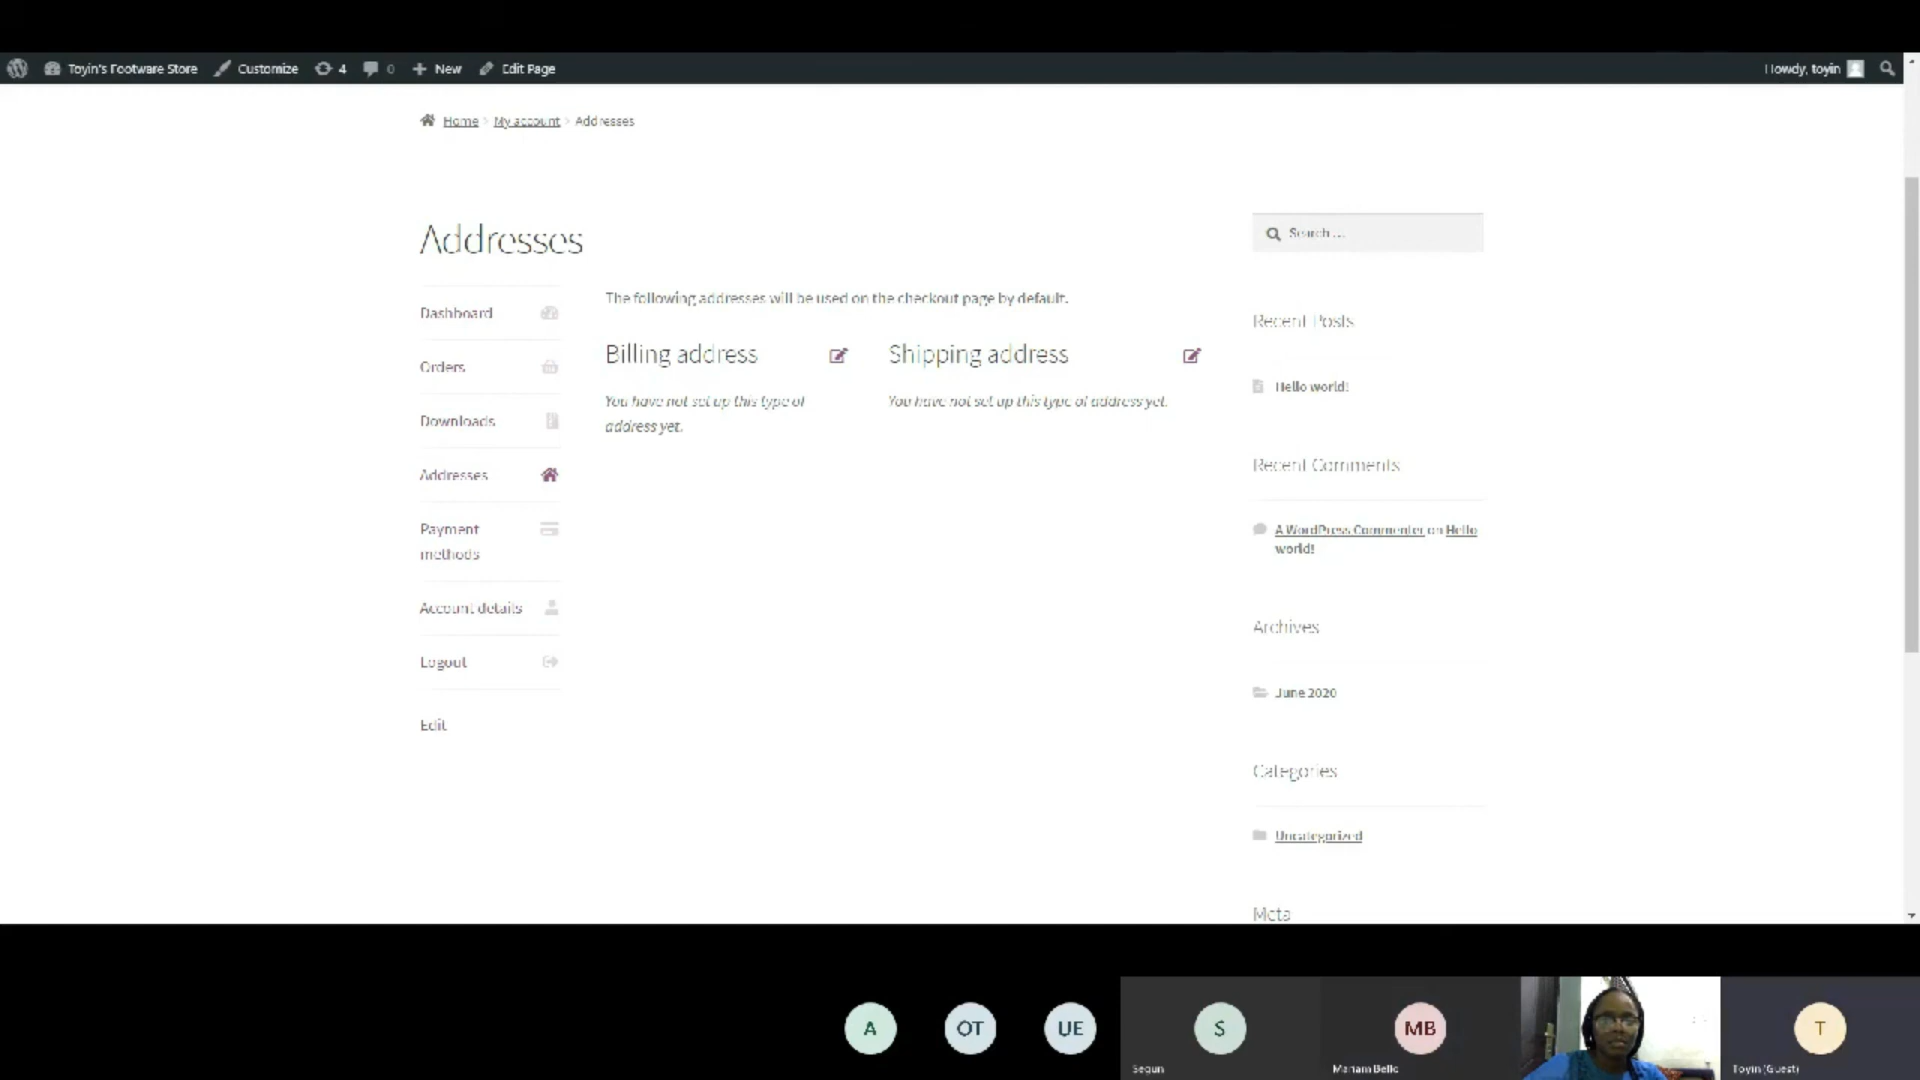 Toyin's Footware Store Customize 4 0 + New Edit Page Howdy, toyin
Home > My account > Addresses
Addresses
Search …
The following addresses will be used on the checkout page by default.
Dashboard
Orders
Downloads
Addresses
Payment
methods
Account details
Logout
Edit
Billing address
You have not set up this type of
address yet.
Shipping address
You have not set up this type of address yet.
Recent Posts
Hello world!
Recent Comments
A WordPress Commenter on Hello
world!
Archives
June 2020
Categories
Uncategorized
Meta
A OT UE S MB T
Segun Mariam Bello Toyin (Guest)